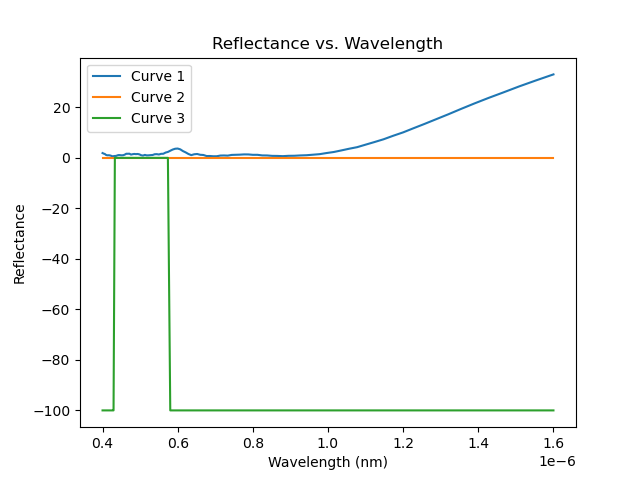 Reflectance vs. Wavelength
Curve 1
Curve 2
Curve 3
Reflectance
20
0
−20
−40
−60
−80
−100
0.4
0.6
0.8
1.0
1.2
1.4
1.6
1e−6
Wavelength (nm)